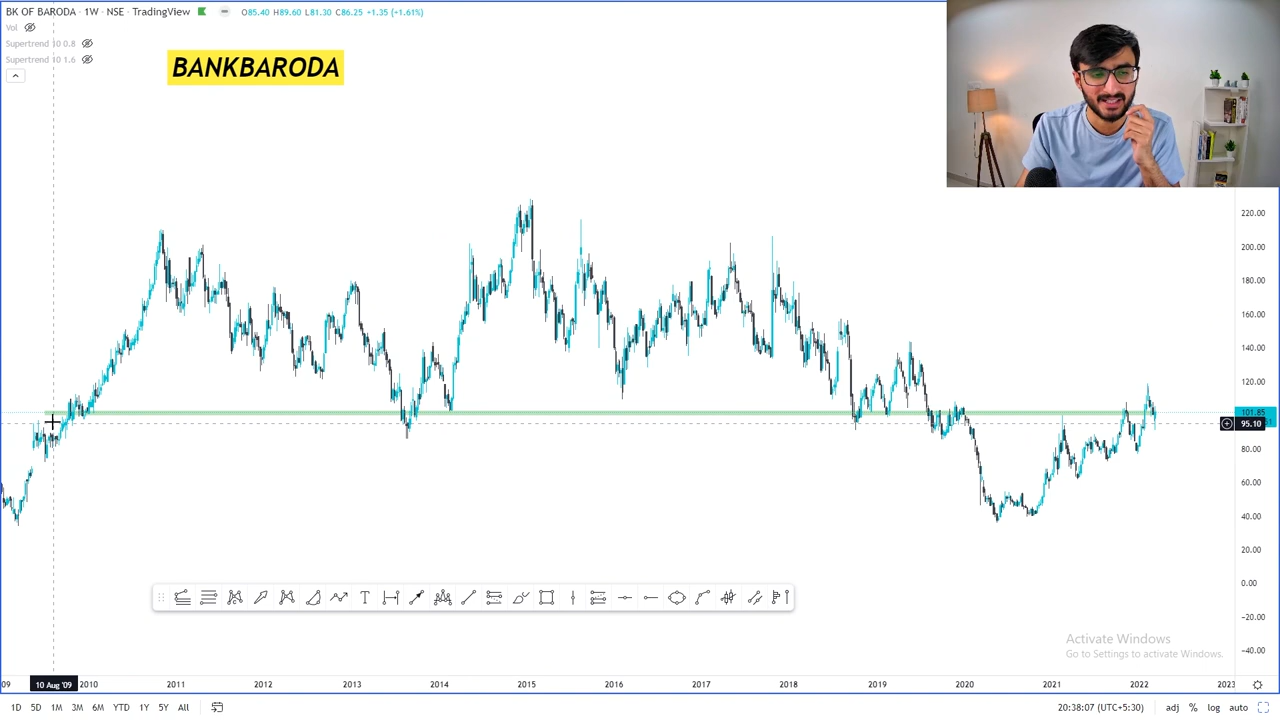 BK OF BARODA · 1W · NSE · TradingView O85.40 H89.60 L81.30 C86.25 +1.35 (+1.61%)
Vol
Supertrend 10 0.8
Supertrend 10 1.6
BANKBARODA
220.00
200.00
180.00
160.00
140.00
120.00
101.85
95.10
80.00
60.00
40.00
20.00
0.00
−20.00
−40.00
Activate Windows
Go to Settings to activate Windows.
09 10 Aug '09 2010 2011 2012 2013 2014 2015 2016 2017 2018 2019 2020 2021 2022 2023
1D 5D 1M 3M 6M YTD 1Y 5Y All 20:38:07 (UTC+5:30) adj % log auto